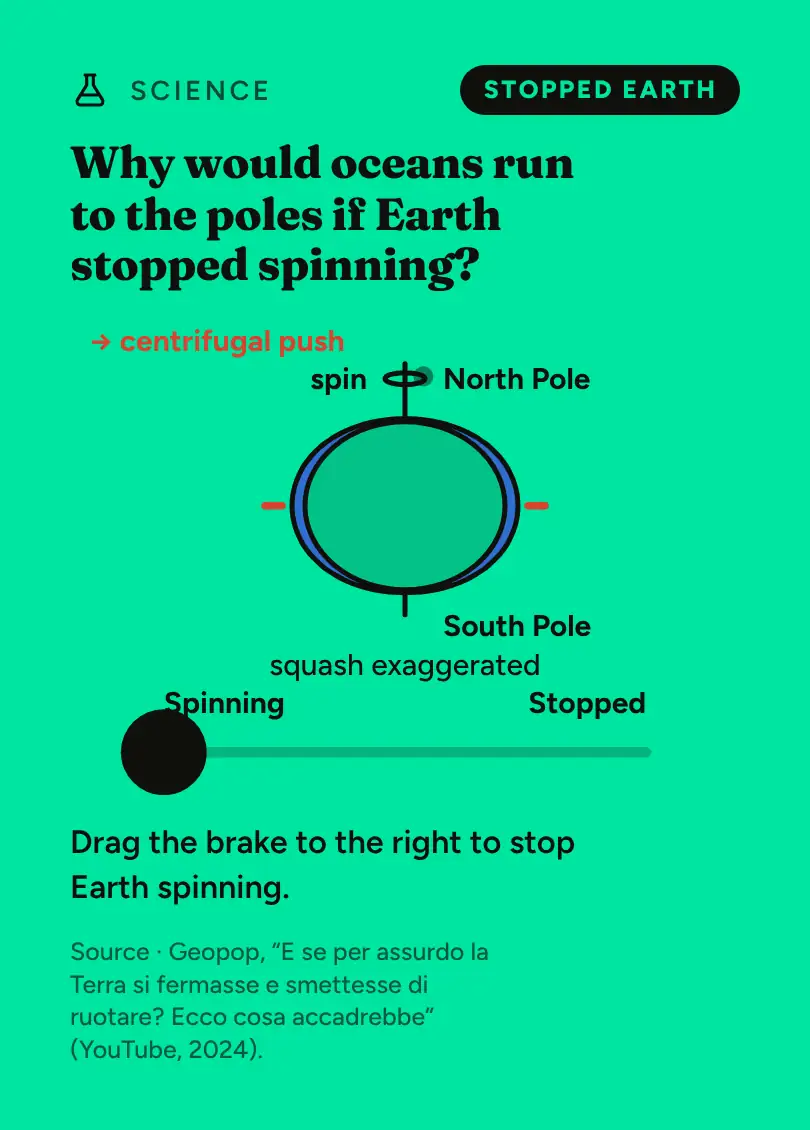 SCIENCE
STOPPED EARTH
Why would oceans run
to the poles if Earth
stopped spinning?
→ centrifugal push
spin
North Pole
South Pole
squash exaggerated
Spinning
Stopped
Drag the brake to the right to stop
Earth spinning.
Source · Geopop, “E se per assurdo la
Terra si fermasse e smettesse di
ruotare? Ecco cosa accadrebbe”
(YouTube, 2024).